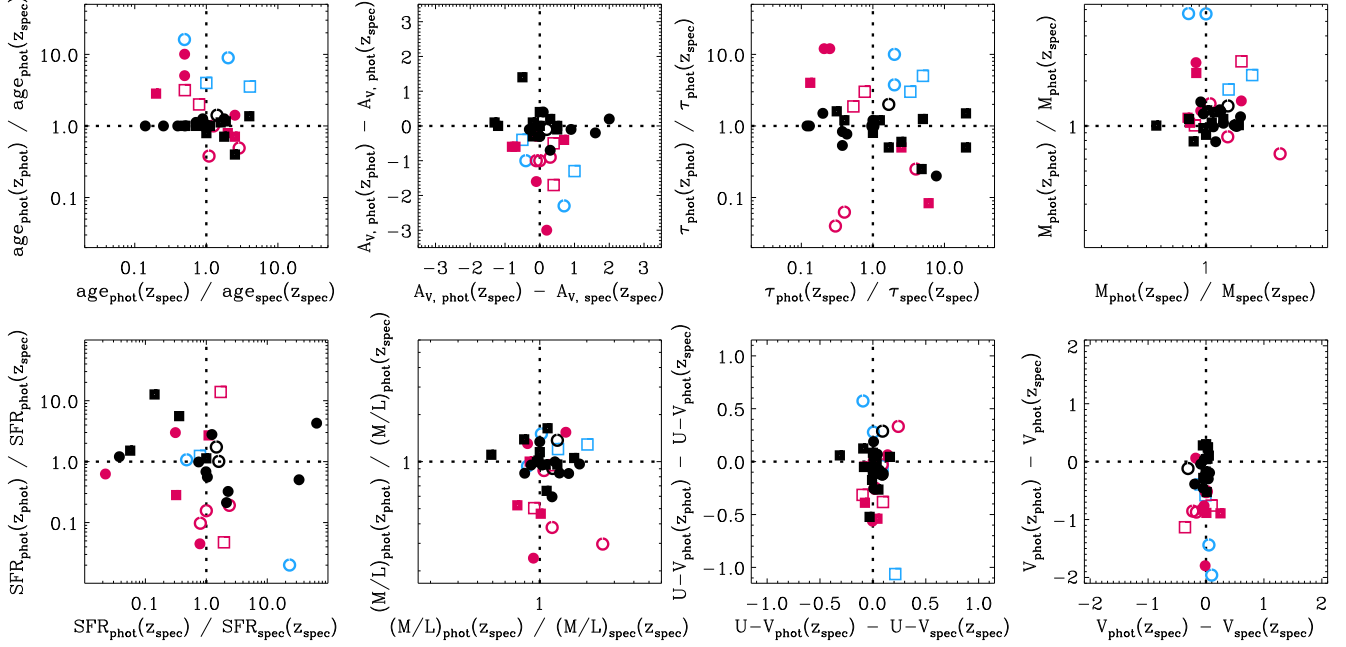 age_phot(z_phot) / age_phot(z_spec)
10.0
1.0
0.1
0.1 1.0 10.0
age_phot(z_spec) / age_spec(z_spec)
A_V, phot(z_phot) − A_V, phot(z_spec)
3
2
1
0
−1
−2
−3
−3 −2 −1 0 1 2 3
A_V, phot(z_spec) − A_V, spec(z_spec)
τ_phot(z_phot) / τ_phot(z_spec)
10.0
1.0
0.1
0.1 1.0 10.0
τ_phot(z_spec) / τ_spec(z_spec)
M_phot(z_phot) / M_phot(z_spec)
1
1
M_phot(z_spec) / M_spec(z_spec)
SFR_phot(z_phot) / SFR_phot(z_spec)
10.0
1.0
0.1
0.1 1.0 10.0
SFR_phot(z_spec) / SFR_spec(z_spec)
(M/L)_phot(z_phot) / (M/L)_phot(z_spec)
1
1
(M/L)_phot(z_spec) / (M/L)_spec(z_spec)
U−V_phot(z_phot) − U−V_phot(z_spec)
1.0
0.5
0.0
−0.5
−1.0
−1.0 −0.5 0.0 0.5 1.0
U−V_phot(z_spec) − U−V_spec(z_spec)
V_phot(z_phot) − V_phot(z_spec)
2
1
0
−1
−2
−2 −1 0 1 2
V_phot(z_spec) − V_spec(z_spec)